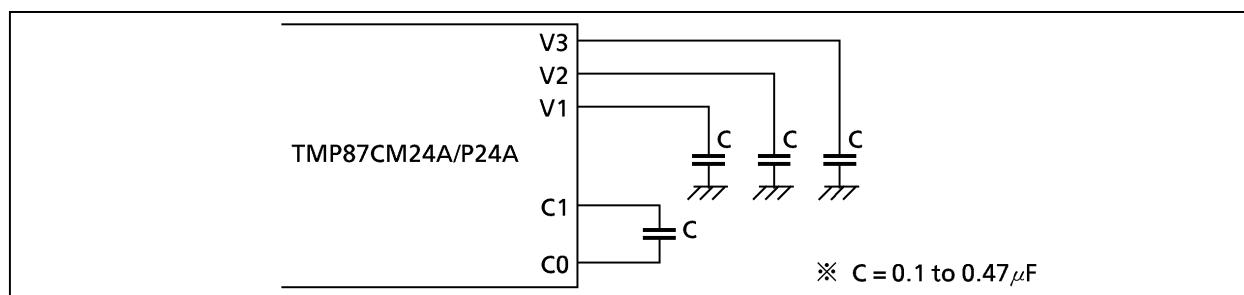 V3
V2
V1
TMP87CM24A/P24A
C C C
C1
C
C0
※ C = 0.1 to 0.47μF